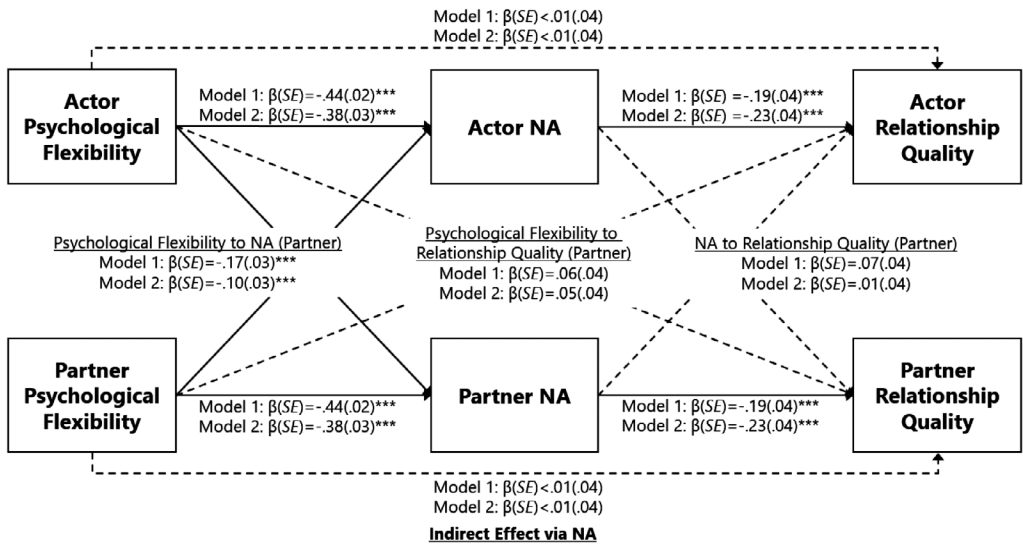 Model 1: β(SE)<.01(.04)
Model 2: β(SE)<.01(.04)
Actor
Psychological
Flexibility
Model 1: β(SE)=-.44(.02)***
Model 2: β(SE)=-.38(.03)***
Actor NA
Model 1: β(SE) =-.19(.04)***
Model 2: β(SE) =-.23(.04)***
Actor
Relationship
Quality
Psychological Flexibility to NA (Partner)
Model 1: β(SE)=-.17(.03)***
Model 2: β(SE)=-.10(.03)***
Psychological Flexibility to
Relationship Quality (Partner)
Model 1: β(SE)=.06(.04)
Model 2: β(SE)=.05(.04)
NA to Relationship Quality (Partner)
Model 1: β(SE)=.07(.04)
Model 2: β(SE)=.01(.04)
Partner
Psychological
Flexibility
Model 1: β(SE)=-.44(.02)***
Model 2: β(SE)=-.38(.03)***
Partner NA
Model 1: β(SE)=-.19(.04)***
Model 2: β(SE)=-.23(.04)***
Partner
Relationship
Quality
Model 1: β(SE)<.01(.04)
Model 2: β(SE)<.01(.04)
Indirect Effect via NA